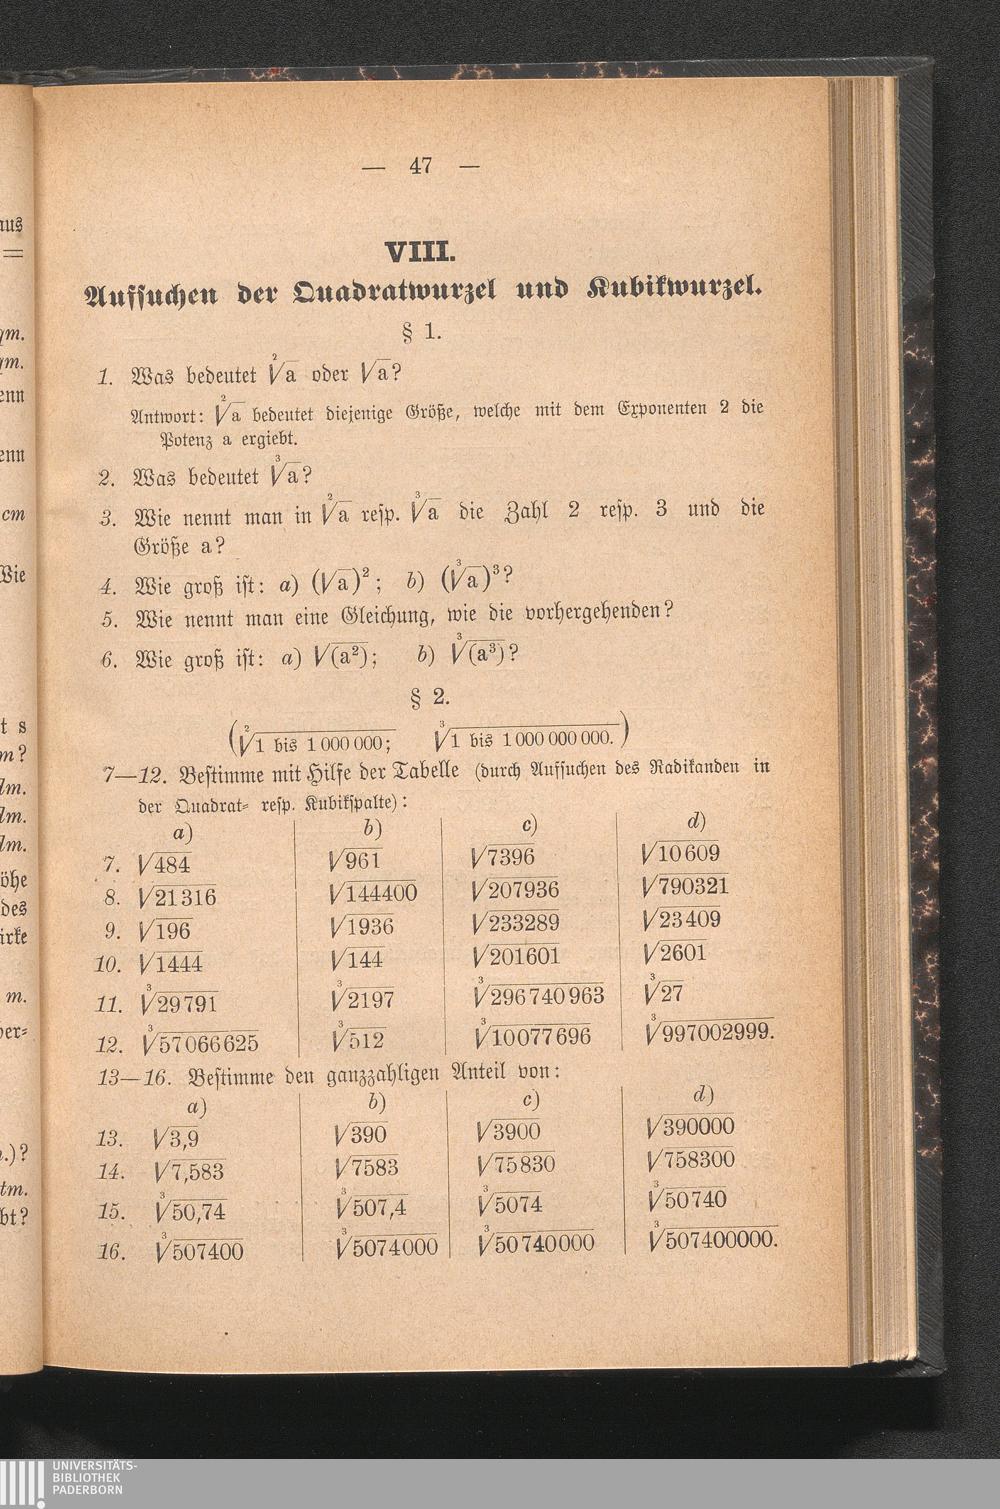 — 47 —
VIII.
Aufsuchen der Quadratwurzel und Kubikwurzel.
§ 1.
1. Was bedeutet ²√a oder √a?
Antwort: ²√a bedeutet diejenige Größe, welche mit dem Exponenten 2 die
Potenz a ergiebt.
2. Was bedeutet ³√a?
3. Wie nennt man in ²√a resp. ³√a die Zahl 2 resp. 3 und die
Größe a?
4. Wie groß ist: a) (√a)²; b) (³√a)³?
5. Wie nennt man eine Gleichung, wie die vorhergehenden?
6. Wie groß ist: a) √(a²); b) ³√(a³)?
§ 2.
(²√1 bis 1 000 000; ³√1 bis 1 000 000 000.)
7—12. Bestimme mit Hilfe der Tabelle (durch Aufsuchen des Radikanden in
der Quadrat- resp. Kubikspalte):
a) b) c) d)
7. √484 √961 √7396 √10609
8. √21316 √144400 √207936 √790321
9. √196 √1936 √233289 √23409
10. √1444 √144 √201601 √2601
11. ³√29791 ³√2197 ³√296740963 ³√27
12. ³√57066625 ³√512 ³√10077696 ³√997002999.
13—16. Bestimme den ganzzahligen Anteil von:
a) b) c) d)
13. √3,9 √390 √3900 √390000
14. √7,583 √7583 √75830 √758300
15. ³√50,74 ³√507,4 ³√5074 ³√50740
16. ³√507400 ³√5074000 ³√50740000 ³√507400000.
UNIVERSITÄTS-
BIBLIOTHEK
PADERBORN